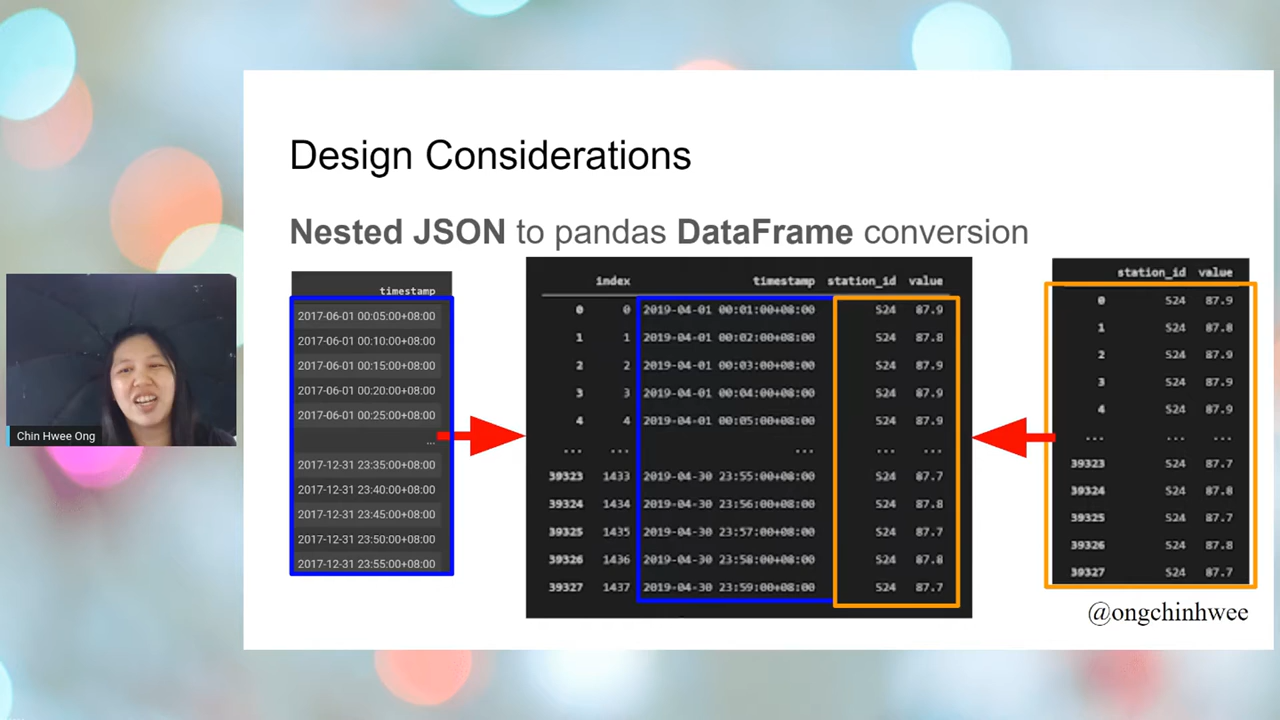 Design Considerations
Nested JSON to pandas DataFrame conversion
timestamp
2017-06-01 00:05:00+08:00
2017-06-01 00:10:00+08:00
2017-06-01 00:15:00+08:00
2017-06-01 00:20:00+08:00
2017-06-01 00:25:00+08:00
...
2017-12-31 23:35:00+08:00
2017-12-31 23:40:00+08:00
2017-12-31 23:45:00+08:00
2017-12-31 23:50:00+08:00
2017-12-31 23:55:00+08:00
index timestamp station_id value
0 0 2019-04-01 00:01:00+08:00 S24 87.9
1 1 2019-04-01 00:02:00+08:00 S24 87.8
2 2 2019-04-01 00:03:00+08:00 S24 87.9
3 3 2019-04-01 00:04:00+08:00 S24 87.9
4 4 2019-04-01 00:05:00+08:00 S24 87.9
... ... ... ... ...
39323 1433 2019-04-30 23:55:00+08:00 S24 87.7
39324 1434 2019-04-30 23:56:00+08:00 S24 87.8
39325 1435 2019-04-30 23:57:00+08:00 S24 87.7
39326 1436 2019-04-30 23:58:00+08:00 S24 87.8
39327 1437 2019-04-30 23:59:00+08:00 S24 87.7
station_id value
0 S24 87.9
1 S24 87.8
2 S24 87.9
3 S24 87.9
4 S24 87.9
... ... ...
39323 S24 87.7
39324 S24 87.8
39325 S24 87.7
39326 S24 87.8
39327 S24 87.7
@ongchinhwee
Chin Hwee Ong